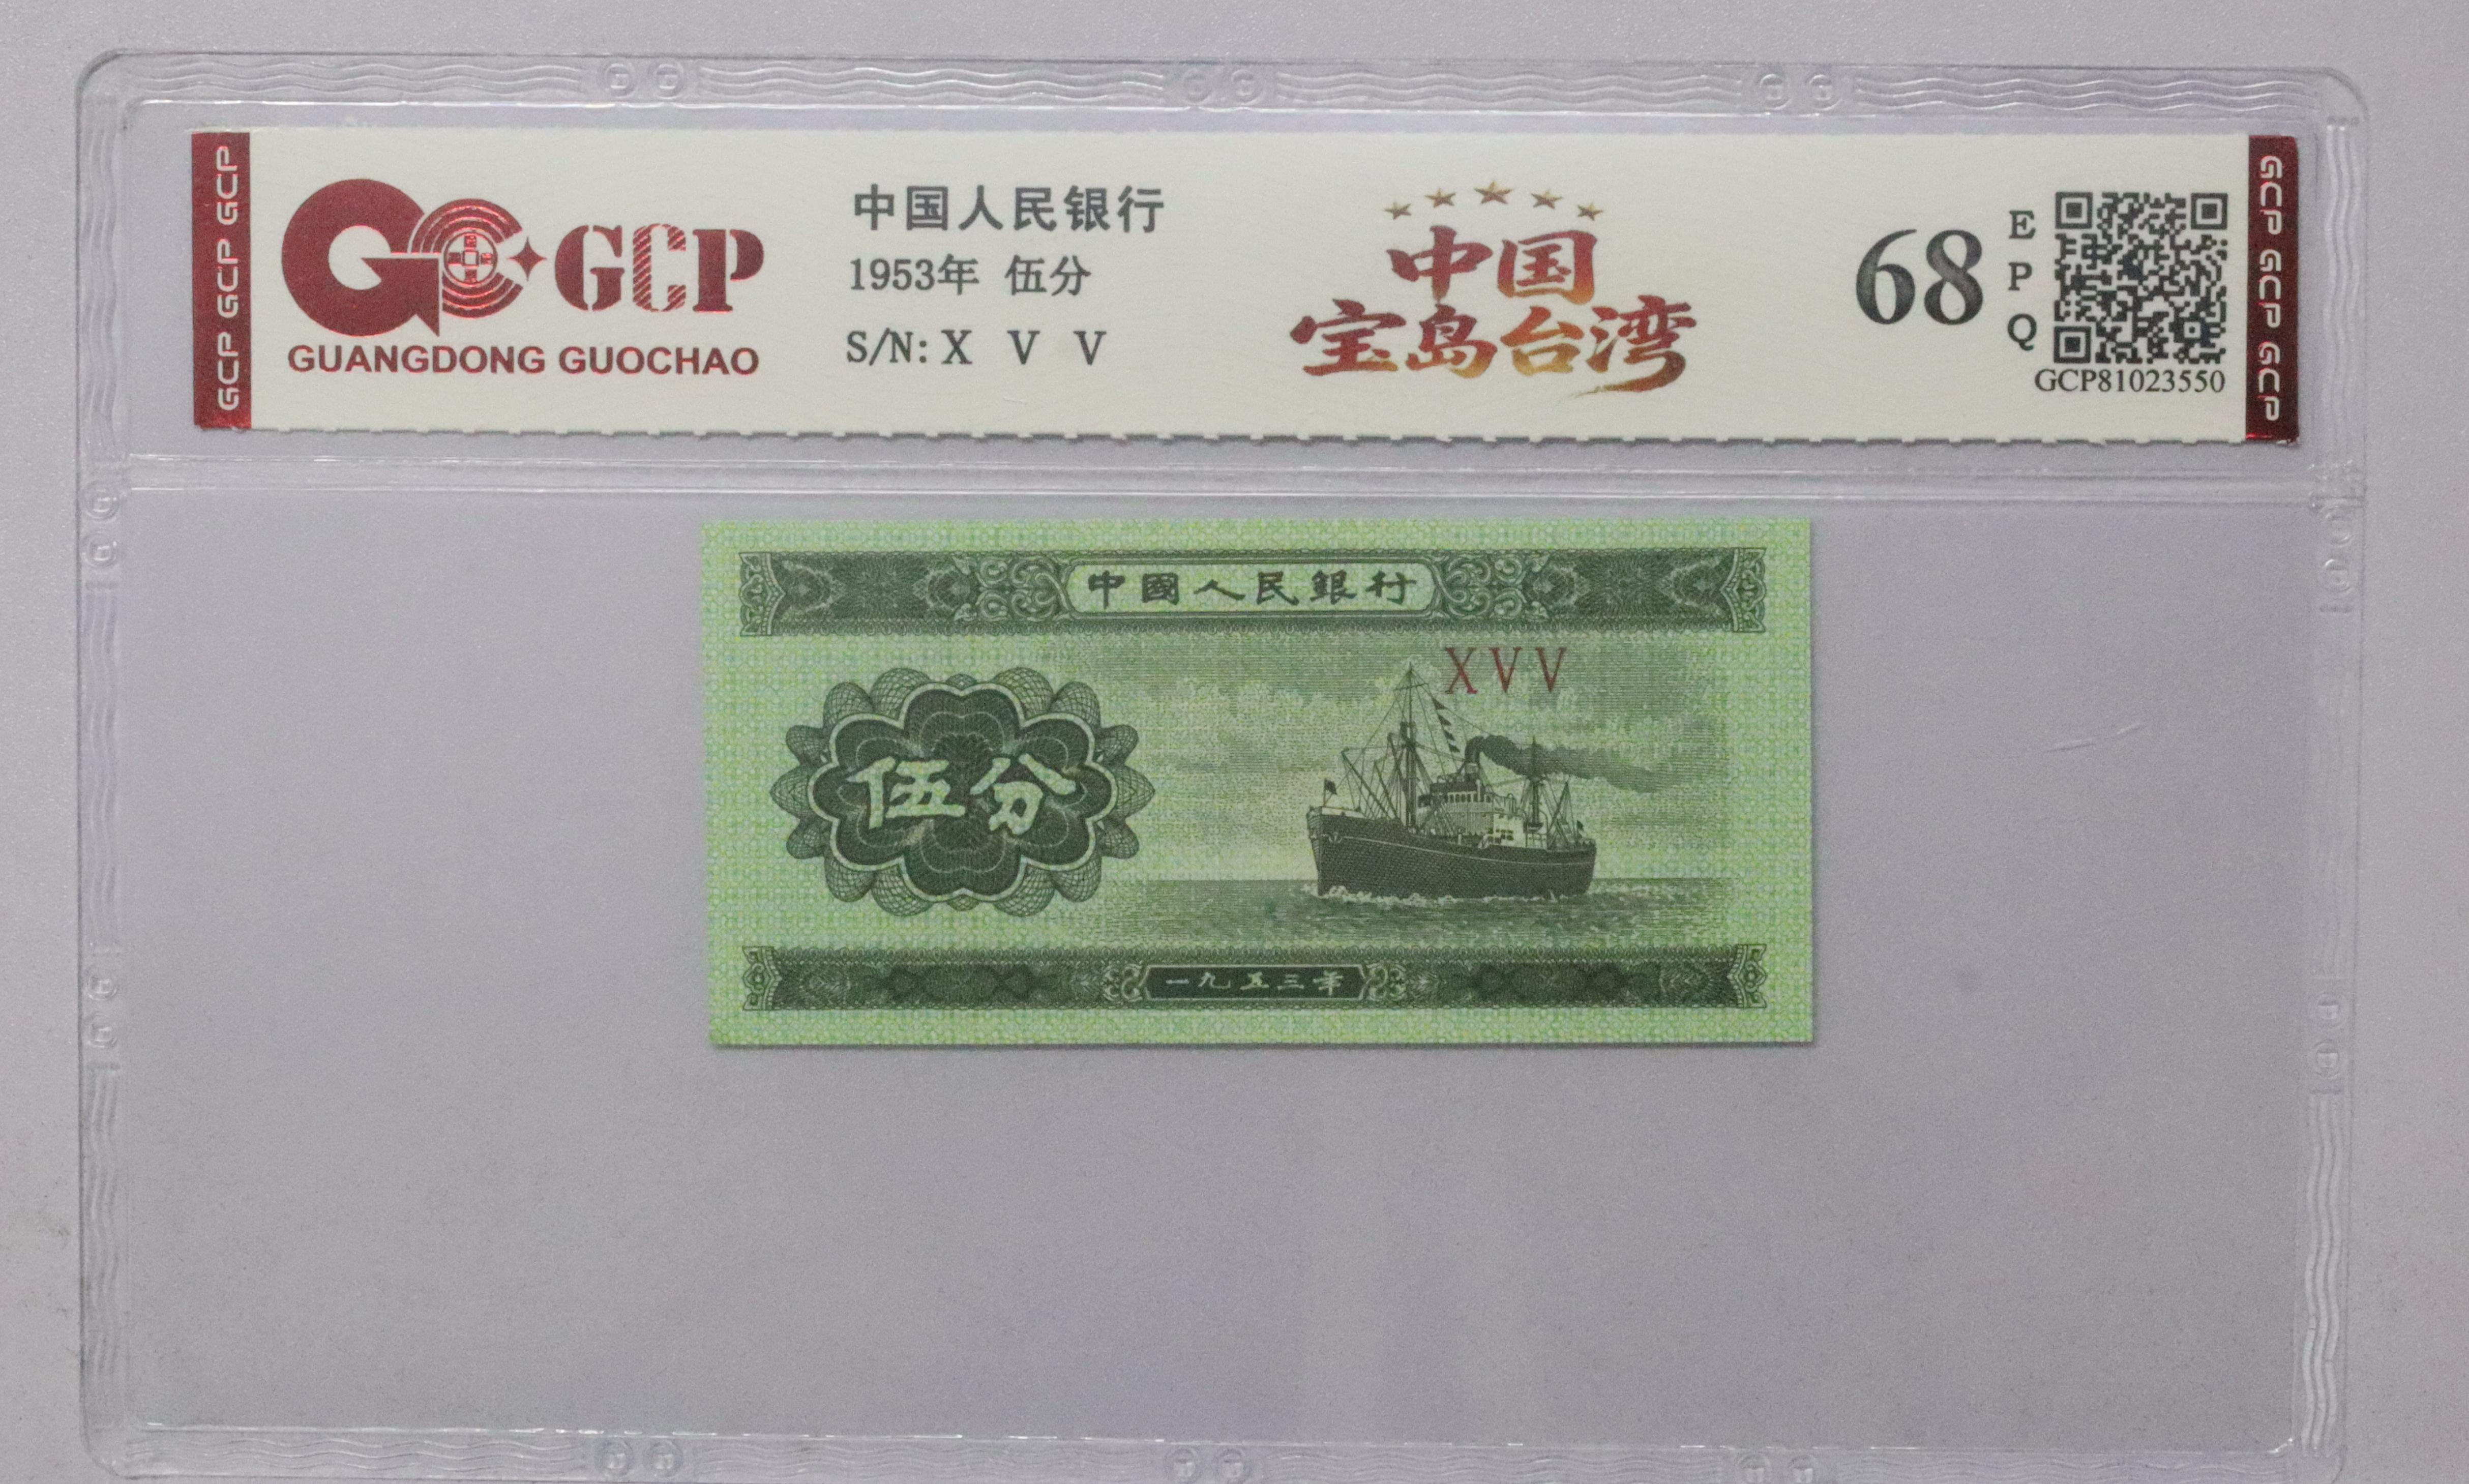 GCP GCP GCP
GCP
GUANGDONG GUOCHAO
中国人民银行
1953年 伍分
S/N: X V V
中国
宝岛台湾
68
E
P
Q
GCP81023550
GCP GCP GCP
中國人民銀行
XVV
伍分
一九五三年